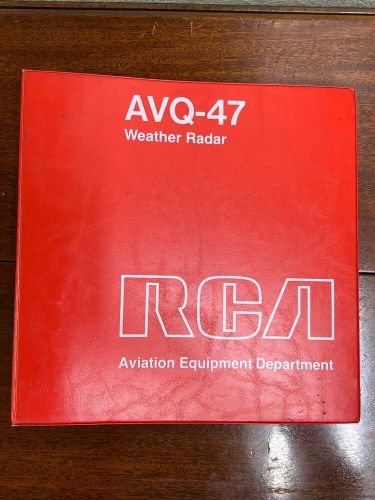 AVQ-47
Weather Radar
RCA
Aviation Equipment Department